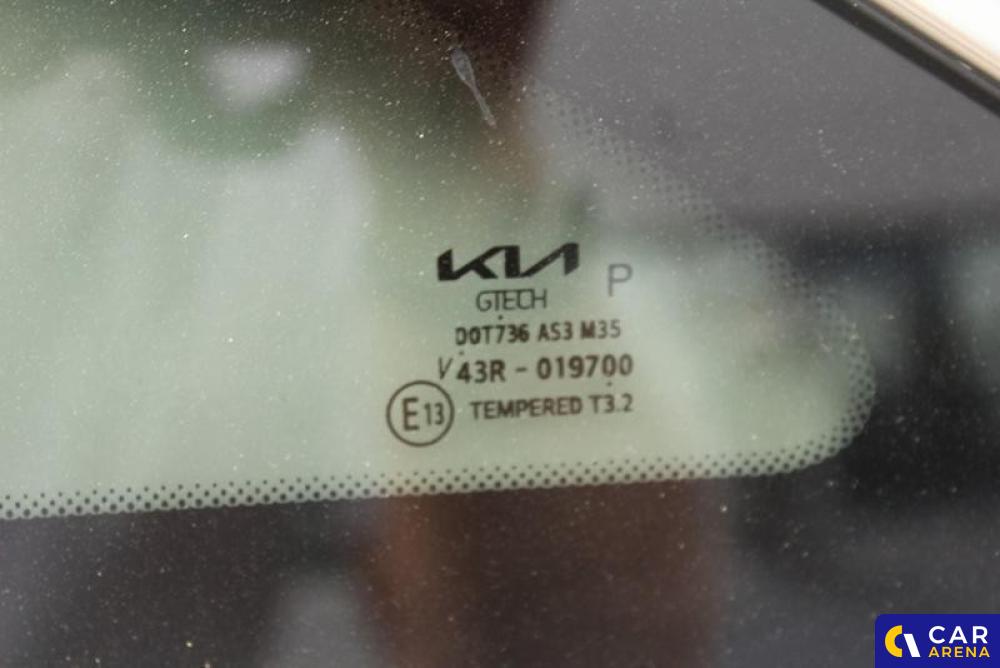 KIA
GTECH P
DOT736 AS3 M35
V 43R - 019700
E13 TEMPERED T3.2
CAR
ARENA